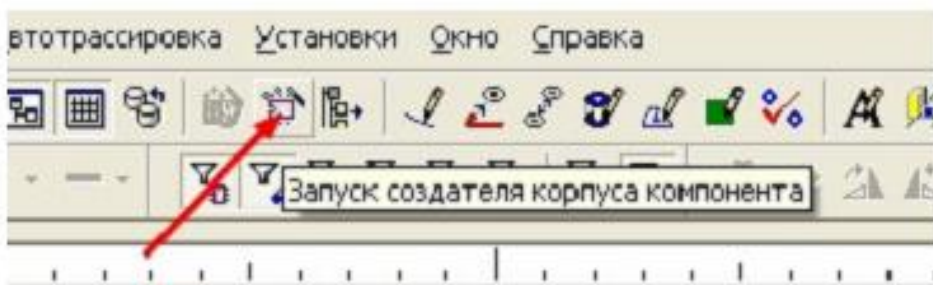 втотрассировка Установки Окно Справка
Запуск создателя корпуса компонента